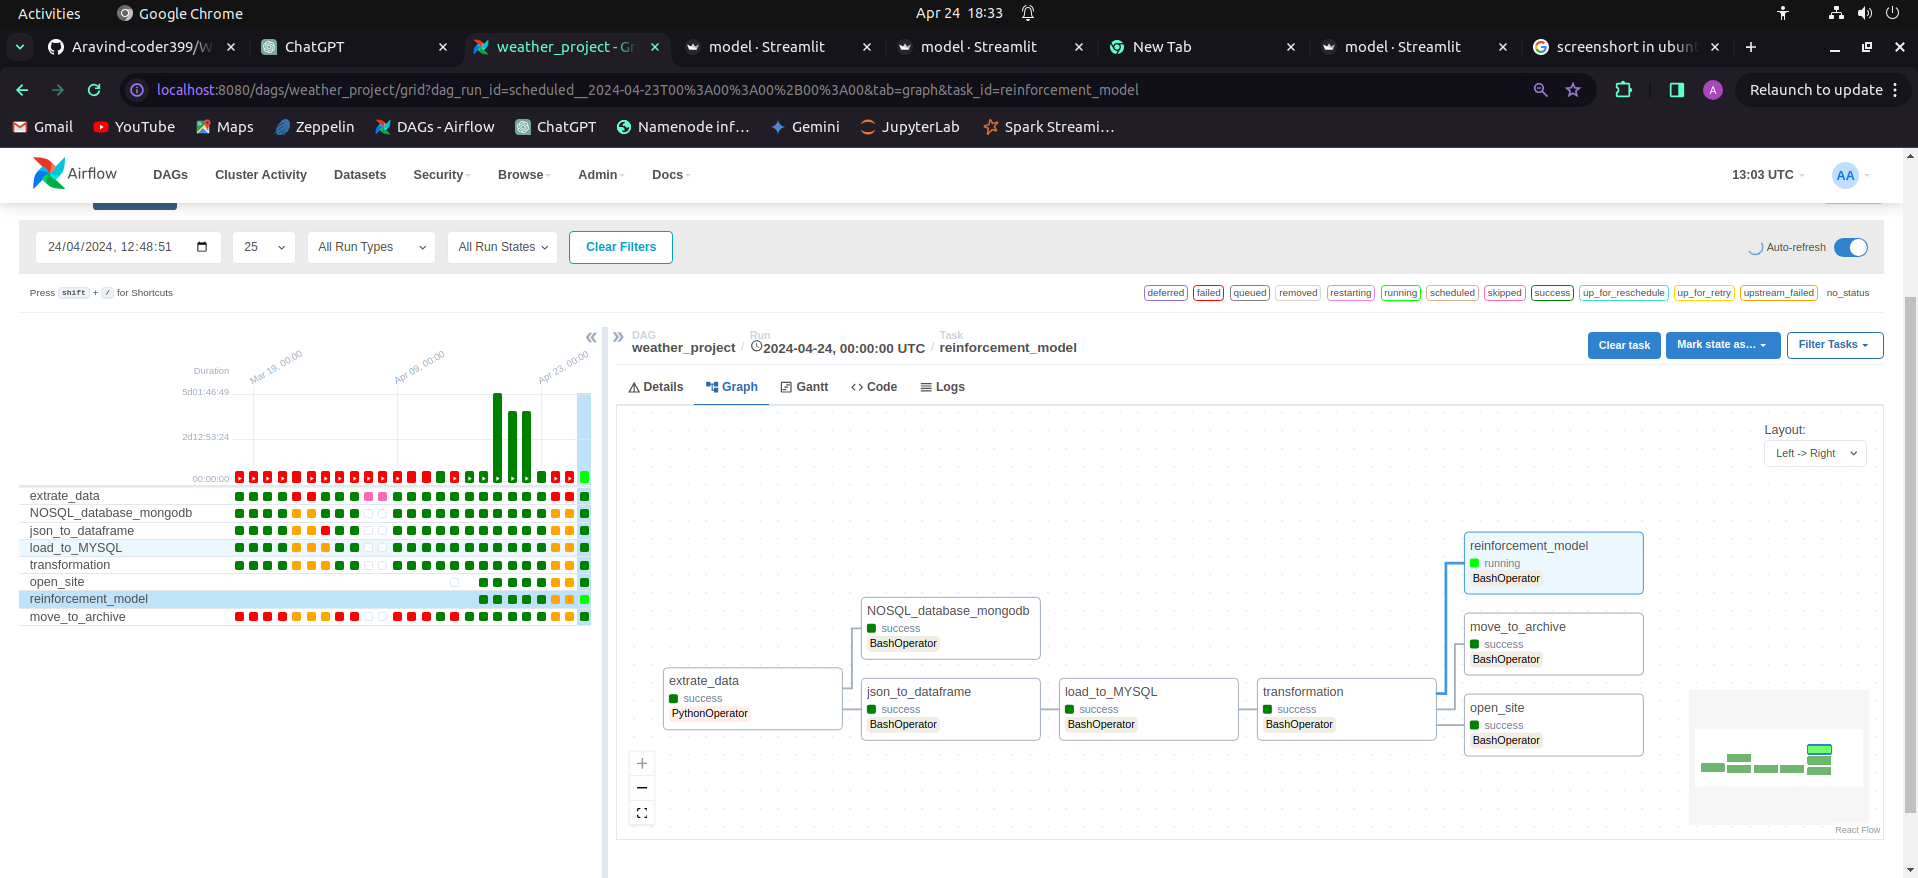 Activities Google Chrome Apr 24 18:33
Aravind-coder399/W ChatGPT weather_project - Gr model · Streamlit model · Streamlit New Tab model · Streamlit screenshort in ubun
localhost:8080/dags/weather_project/grid?dag_run_id=scheduled__2024-04-23T00%3A00%3A00%2B00%3A00&tab=graph&task_id=reinforcement_model A Relaunch to update
Gmail YouTube Maps Zeppelin DAGs - Airflow ChatGPT Namenode inf… Gemini JupyterLab Spark Streami…
Airflow DAGs Cluster Activity Datasets Security Browse Admin Docs 13:03 UTC AA
24/04/2024, 12:48:51 25 All Run Types All Run States Clear Filters Auto-refresh
Press shift + / for Shortcuts deferred failed queued removed restarting running scheduled skipped success up_for_reschedule up_for_retry upstream_failed no_status
DAG Run Task
weather_project / 2024-04-24, 00:00:00 UTC / reinforcement_model Clear task Mark state as… Filter Tasks
Details Graph Gantt Code Logs
Mar 19, 00:00 Apr 09, 00:00 Apr 23, 00:00
Duration
5d01:46:49
2d12:53:24
00:00:00
extrate_data
NOSQL_database_mongodb
json_to_dataframe
load_to_MYSQL
transformation
open_site
reinforcement_model
move_to_archive
Layout:
Left -> Right
reinforcement_model
running
BashOperator
NOSQL_database_mongodb
success
BashOperator
move_to_archive
success
BashOperator
extrate_data
success
PythonOperator
json_to_dataframe
success
BashOperator
load_to_MYSQL
success
BashOperator
transformation
success
BashOperator
open_site
success
BashOperator
React Flow